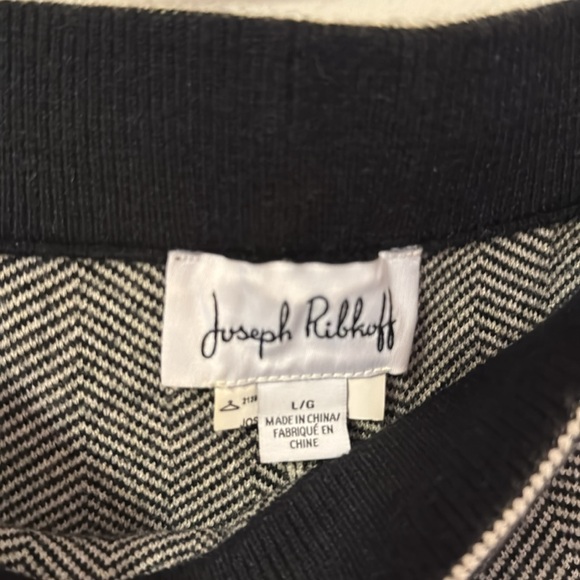 Joseph Ribkoff
L/G
MADE IN CHINA/
FABRIQUÉ EN
CHINE